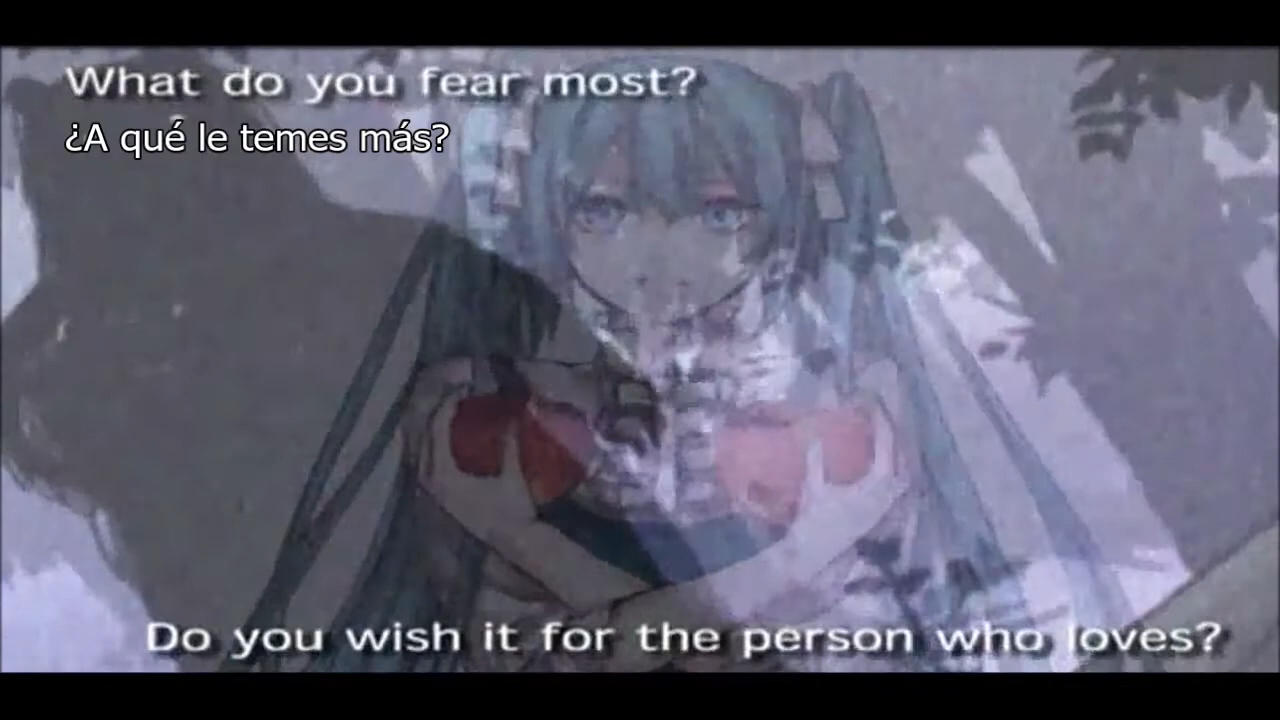 What do you fear most?
¿A qué le temes más?
Do you wish it for the person who loves?